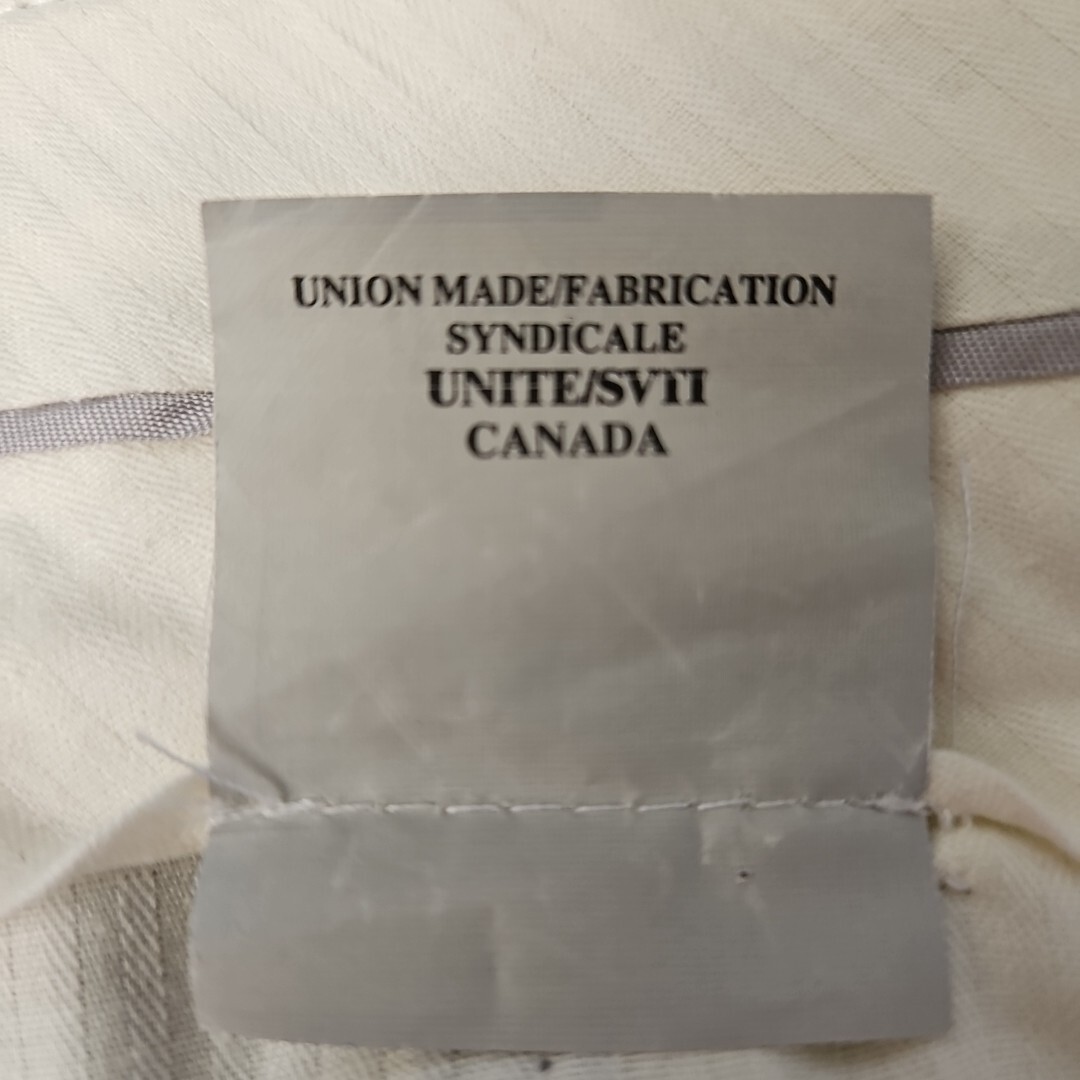 UNION MADE/FABRICATION
SYNDICALE
UNITE/SVTI
CANADA